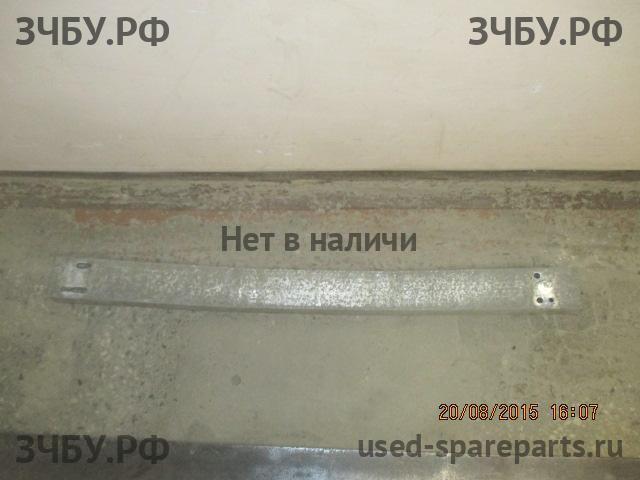 ЗЧБУ.РФ ЗЧБУ.РФ
Нет в наличи
20/08/2015 16:07
ЗЧБУ.РФ used-spareparts.ru